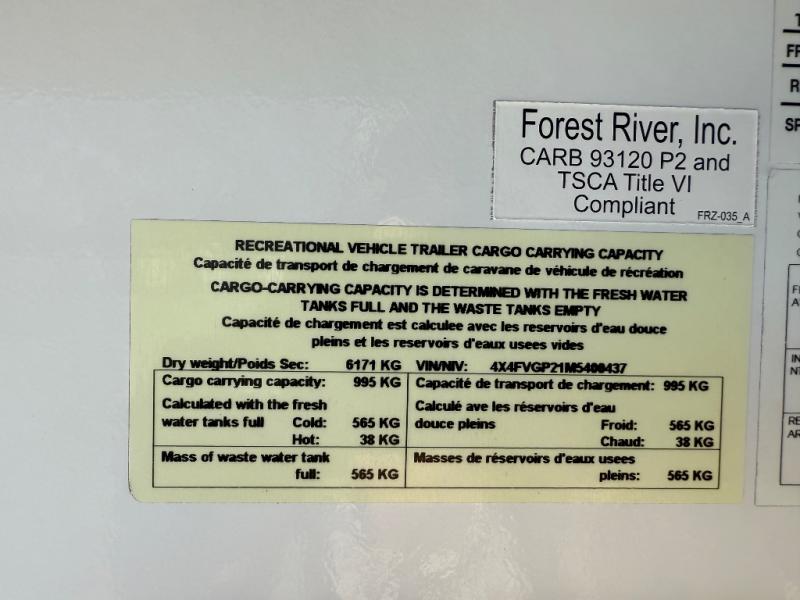 Forest River, Inc.
CARB 93120 P2 and
TSCA Title VI
Compliant
FRZ-035_A
RECREATIONAL VEHICLE TRAILER CARGO CARRYING CAPACITY
Capacité de transport de chargement de caravane de véhicule de récréation
CARGO-CARRYING CAPACITY IS DETERMINED WITH THE FRESH WATER
TANKS FULL AND THE WASTE TANKS EMPTY
Capacité de chargement est calculee avec les reservoirs d'eau douce
pleins et les reservoirs d'eaux usees vides
Dry weight/Poids Sec: 6171 KG VIN/NIV:
Cargo carrying capacity: 995 KG
Calculated with the fresh
water tanks full Cold: 565 KG
Hot: 38 KG
Mass of waste water tank
full: 565 KG
Capacité de transport de chargement: 995 KG
Calculé ave les réservoirs d'eau
douce pleins Froid: 565 KG
Chaud: 38 KG
Masses de réservoirs d'eaux usees
pleins: 565 KG